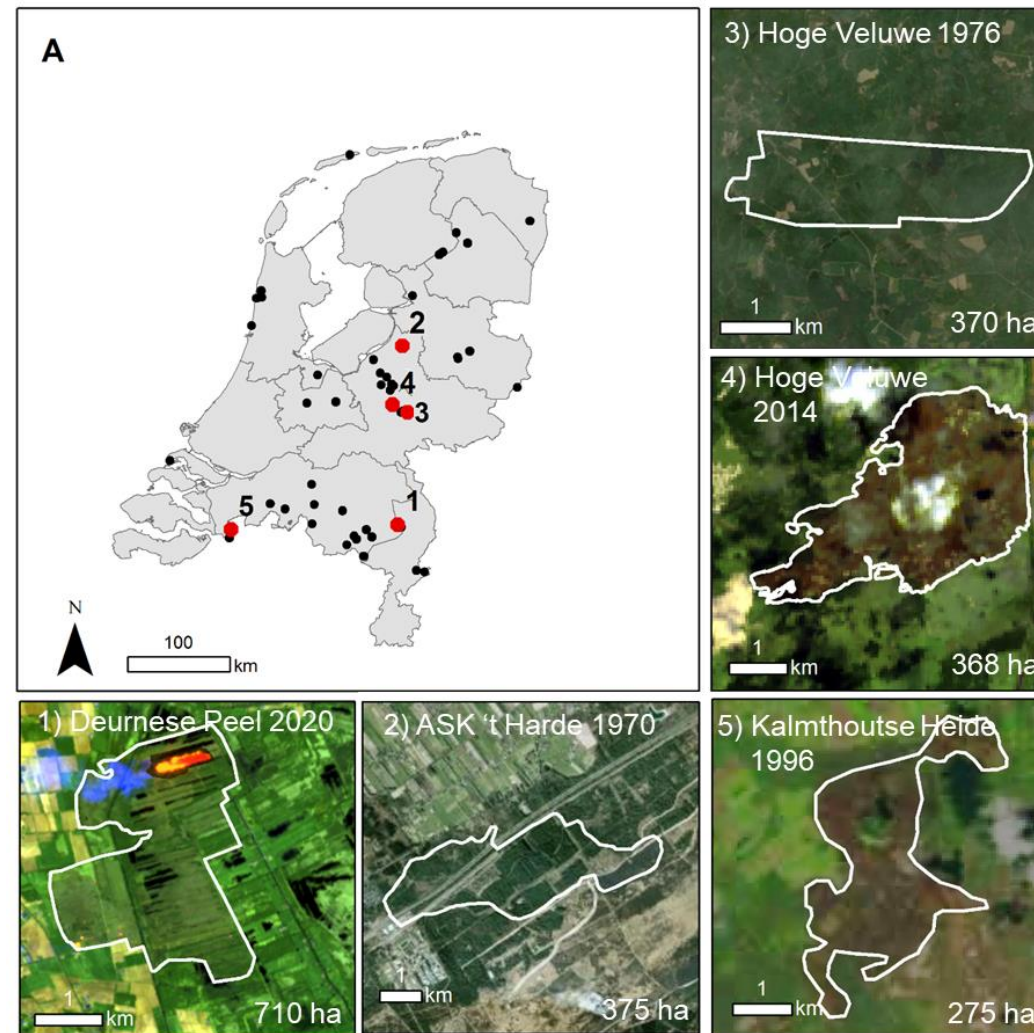 A
2
4
3
1
5
N
100
km
3) Hoge Veluwe 1976
1
km
370 ha
4) Hoge Veluwe
2014
1
km
368 ha
1) Deurnese Peel 2020
1
km
710 ha
2) ASK ‘t Harde 1970
1
km
375 ha
5) Kalmthoutse Heide
1996
1
km
275 ha